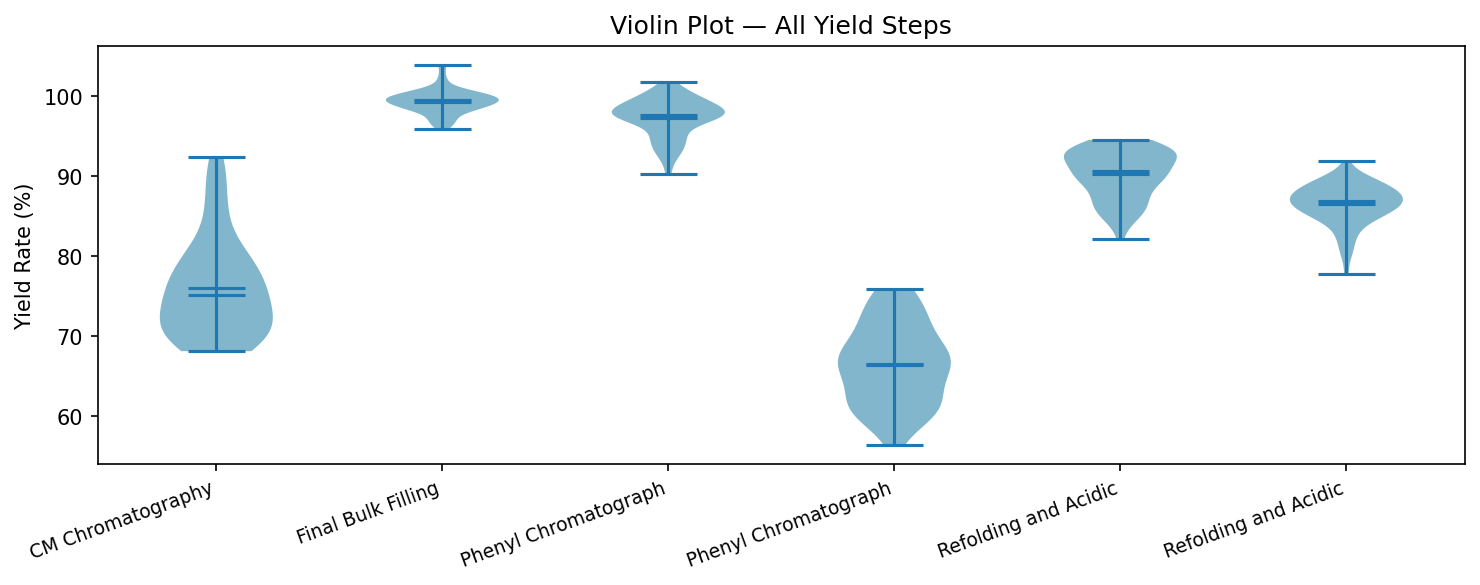 Violin Plot — All Yield Steps
Yield Rate (%)
100
90
80
70
60
CM Chromatography
Final Bulk Filling
Phenyl Chromatograph
Phenyl Chromatograph
Refolding and Acidic
Refolding and Acidic